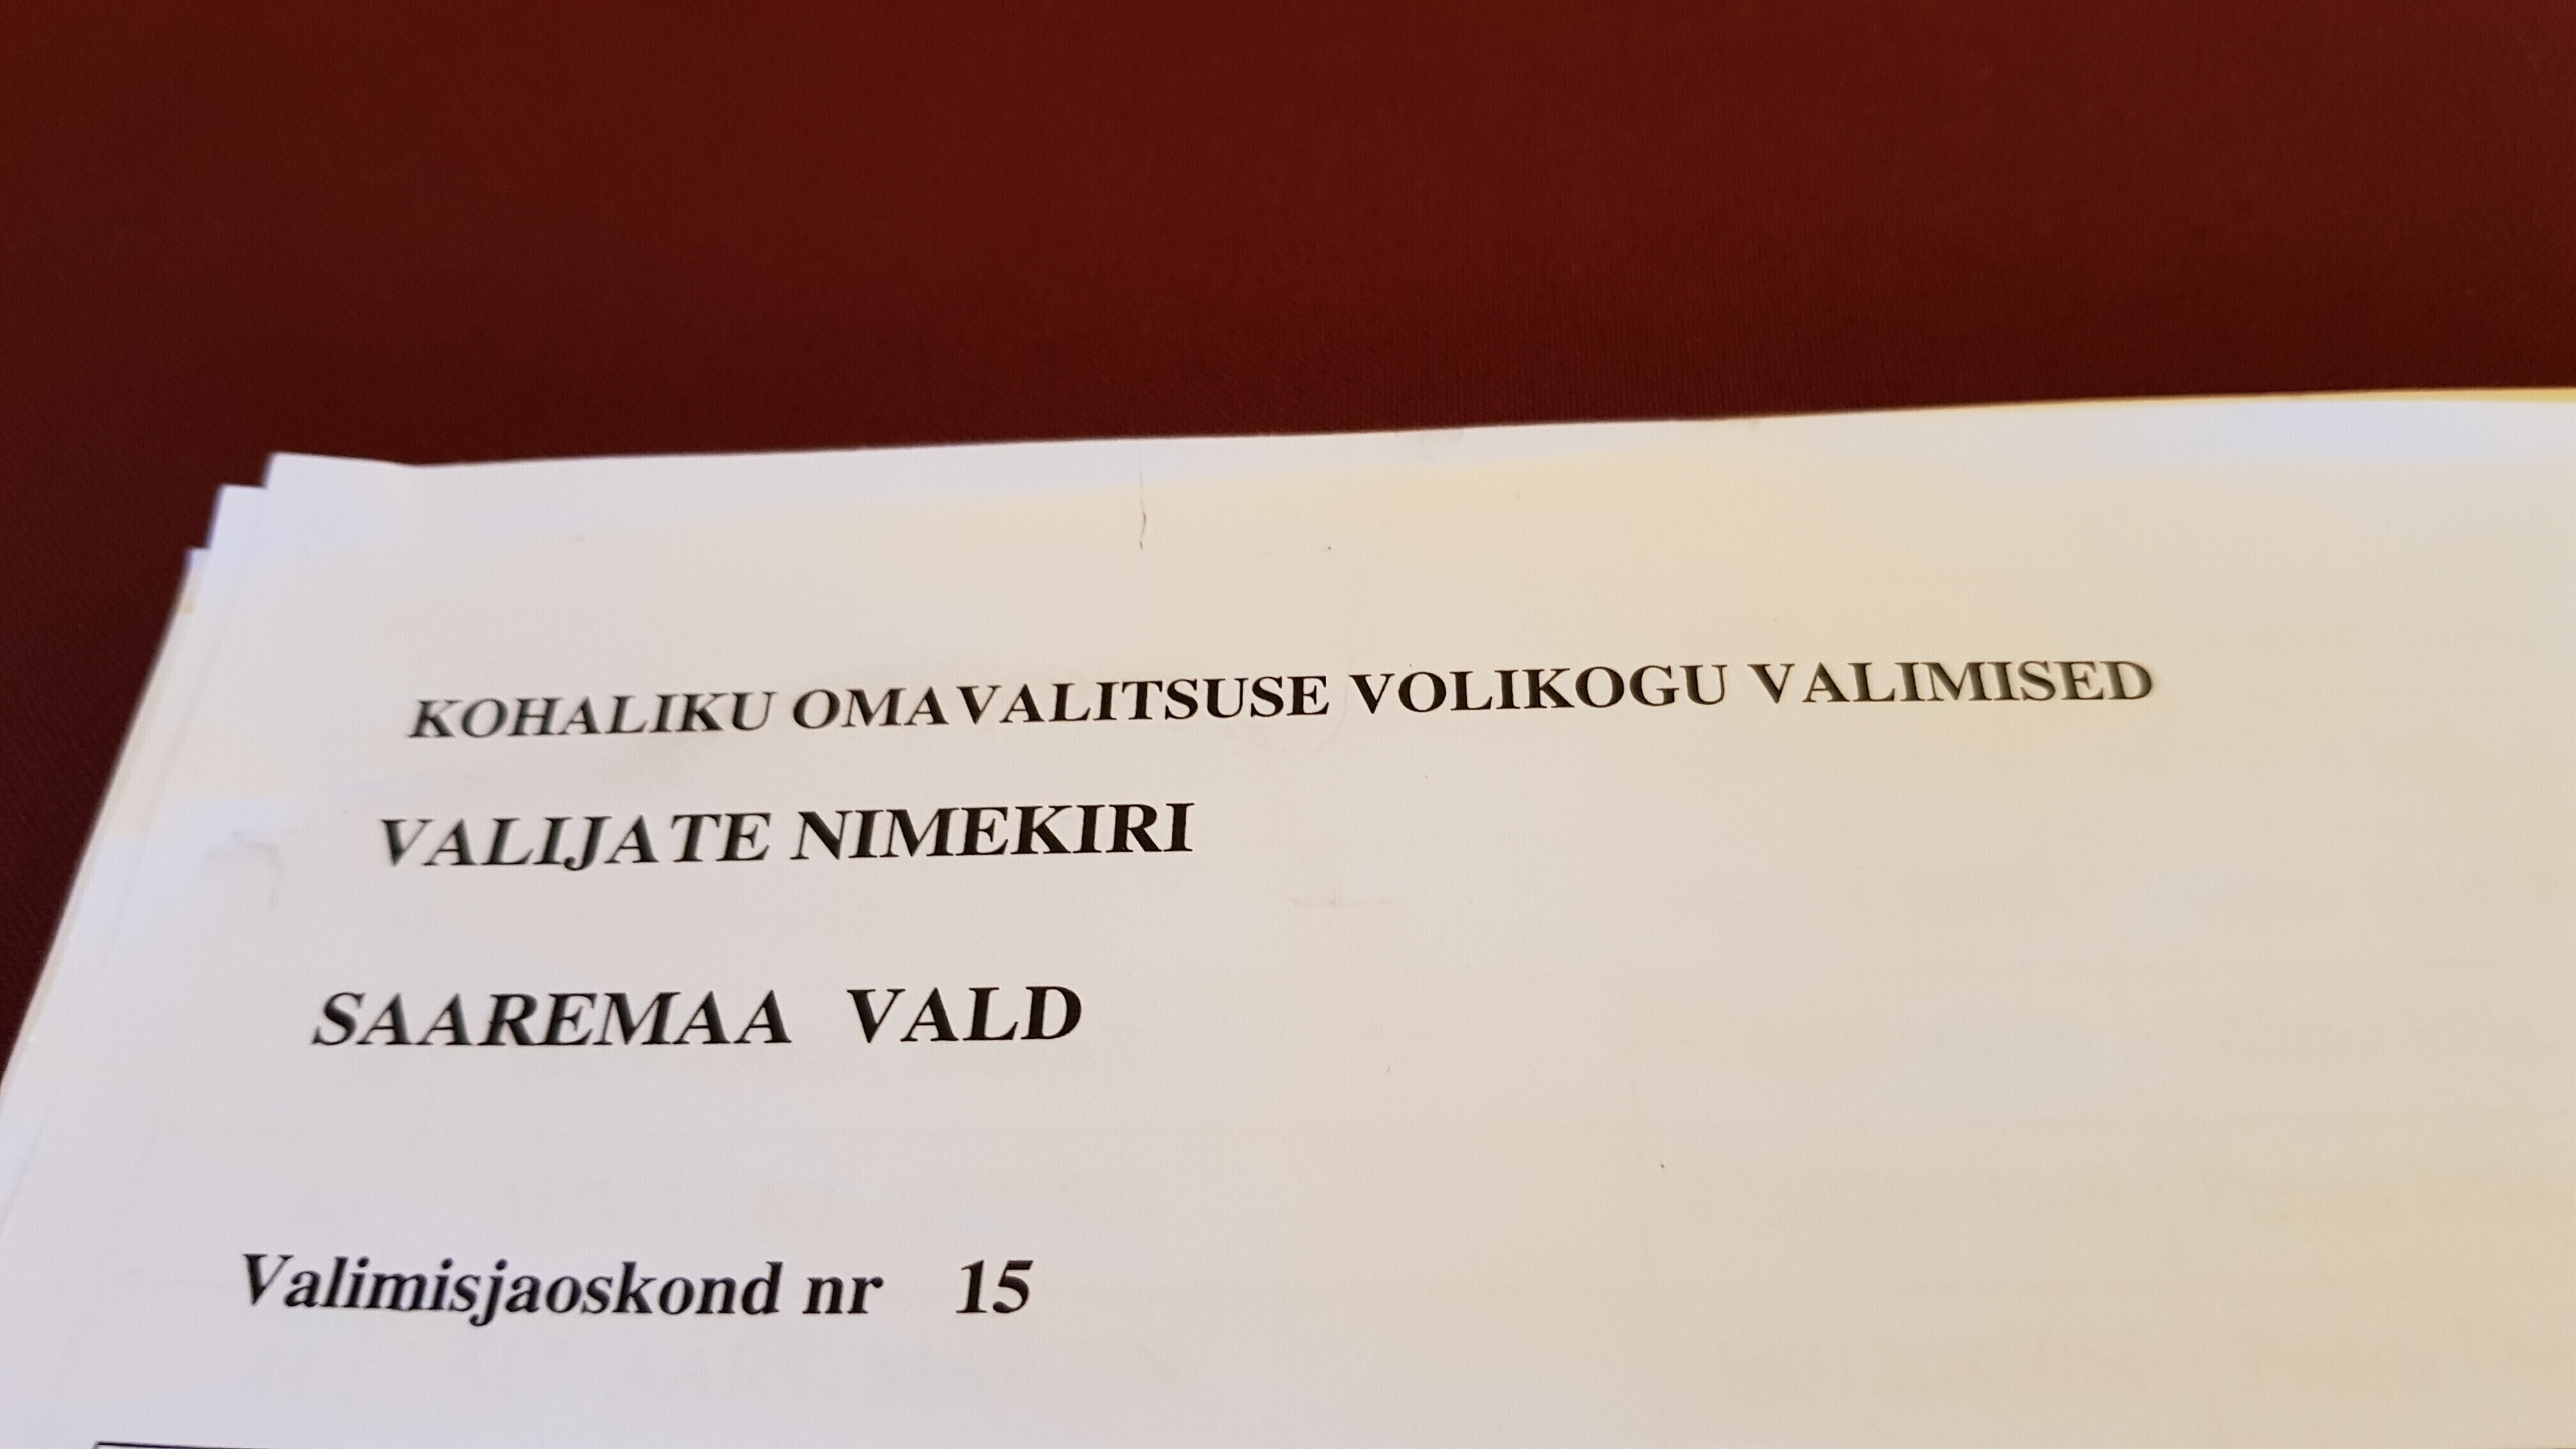 KOHALIKU OMAVALITSUSE VOLIKOGU VALIMISED
VALIJATE NIMEKIRI
SAAREMAA VALD
Valimisjaoskond nr 15